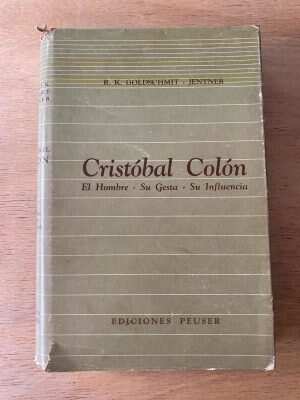 R. K. GOLDSCHMIT - JENTNER
Cristóbal Colón
El Hombre - Su Gesta - Su Influencia
EDICIONES PEUSER